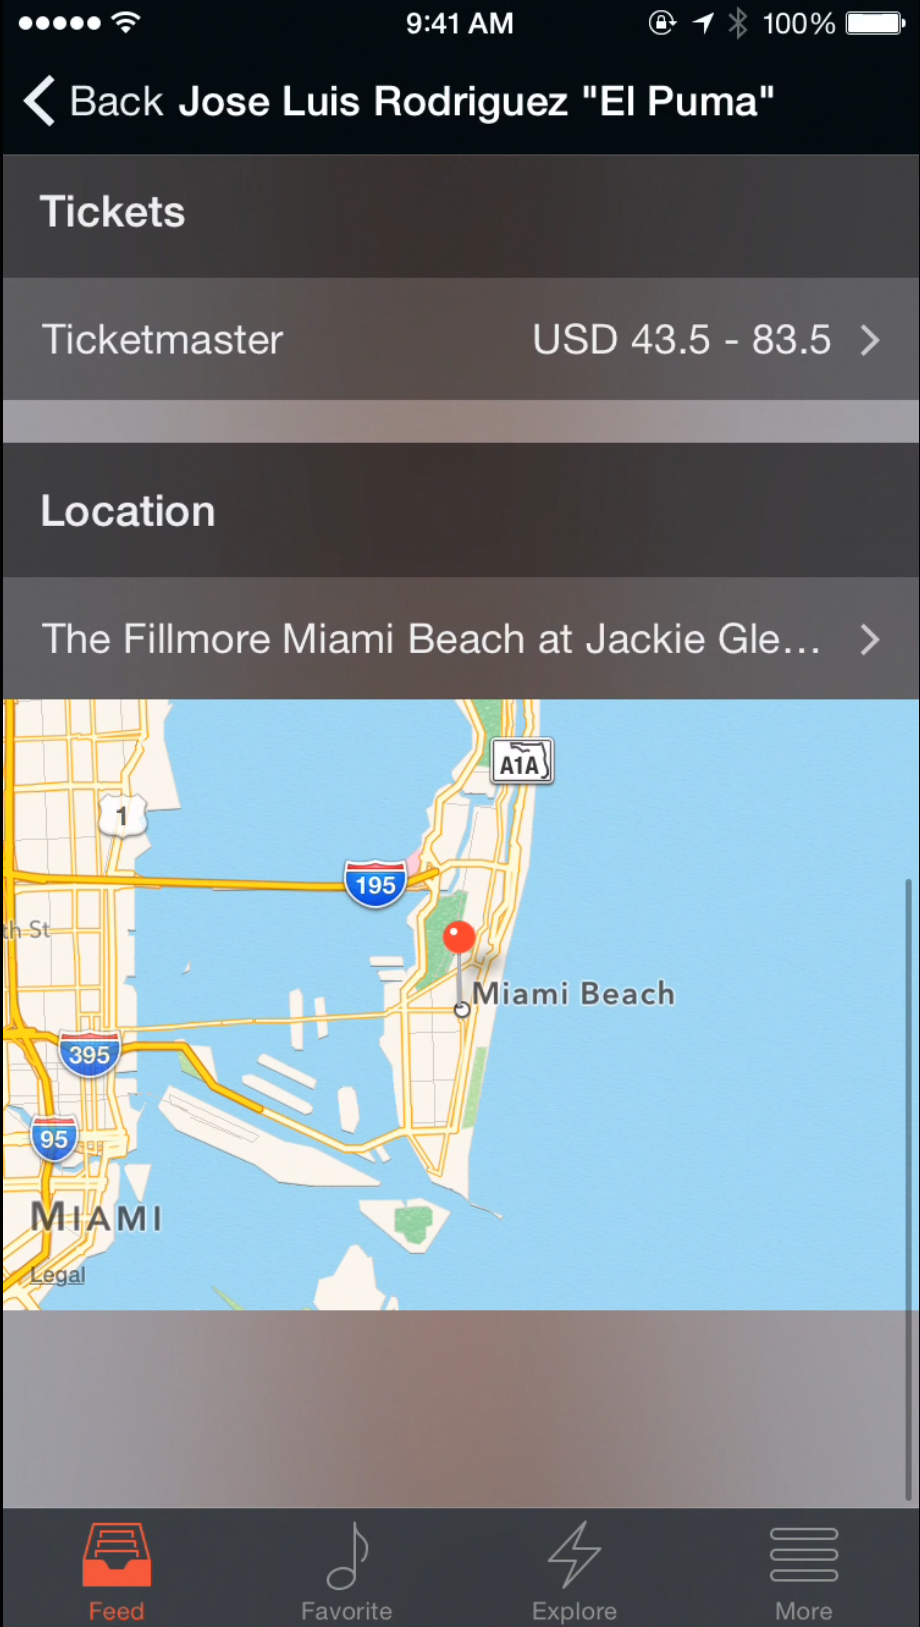 9:41 AM 100%
Back Jose Luis Rodriguez "El Puma"
Tickets
Ticketmaster USD 43.5 - 83.5
Location
The Fillmore Miami Beach at Jackie Gle...
A1A
1
195
th St
Miami Beach
395
95
MIAMI
Legal
Feed Favorite Explore More